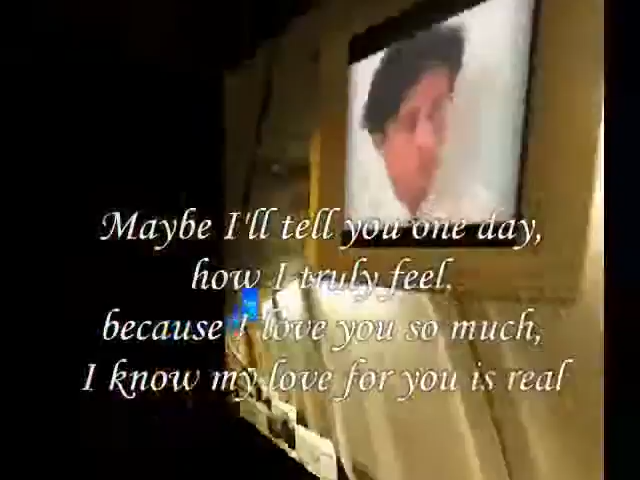 Maybe I'll tell you one day,
how I truly feel.
because I love you so much,
I know my love for you is real